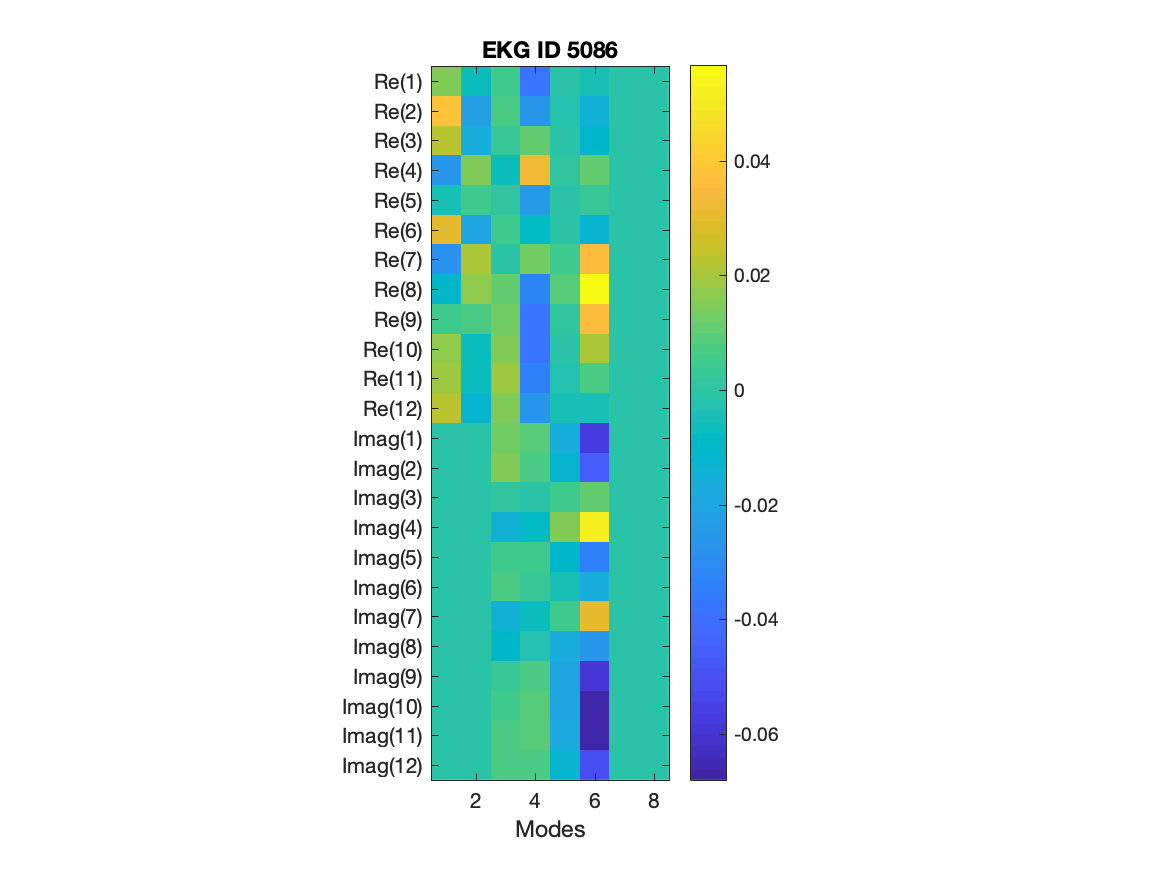 EKG ID 5086
Re(1)
Re(2)
Re(3)
Re(4)
Re(5)
Re(6)
Re(7)
Re(8)
Re(9)
Re(10)
Re(11)
Re(12)
Imag(1)
Imag(2)
Imag(3)
Imag(4)
Imag(5)
Imag(6)
Imag(7)
Imag(8)
Imag(9)
Imag(10)
Imag(11)
Imag(12)
2 4 6 8
Modes
0.04
0.02
0
-0.02
-0.04
-0.06